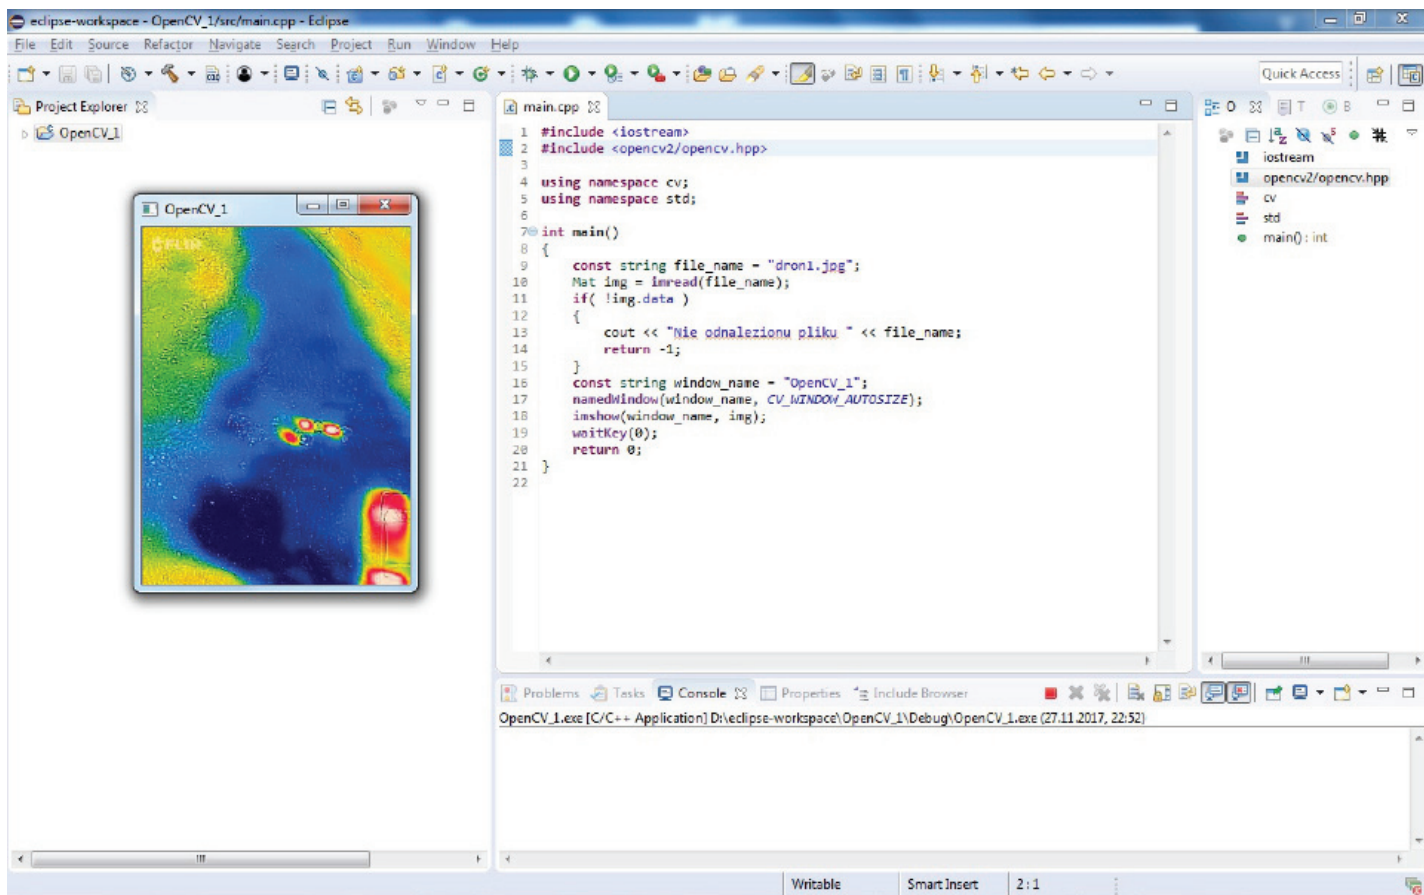 eclipse-workspace - OpenCV_1/src/main.cpp - Eclipse
File Edit Source Refactor Navigate Search Project Run Window Help
Quick Access
Project Explorer
OpenCV_1
OpenCV_1
FLIR
main.cpp
1 #include <iostream>
2 #include <opencv2/opencv.hpp>
3
4 using namespace cv;
5 using namespace std;
6
7 int main()
8 {
9 const string file_name = "dron1.jpg";
10 Mat img = imread(file_name);
11 if( !img.data )
12 {
13 cout << "Nie odnalezionu pliku " << file_name;
14 return -1;
15 }
16 const string window_name = "OpenCV_1";
17 namedWindow(window_name, CV_WINDOW_AUTOSIZE);
18 imshow(window_name, img);
19 waitKey(0);
20 return 0;
21 }
22
O T B
iostream
opencv2/opencv.hpp
cv
std
main() : int
Problems Tasks Console Properties Include Browser
OpenCV_1.exe [C/C++ Application] D:\eclipse-workspace\OpenCV_1\Debug\OpenCV_1.exe (27.11.2017, 22:52)
Writable Smart Insert 2 : 1